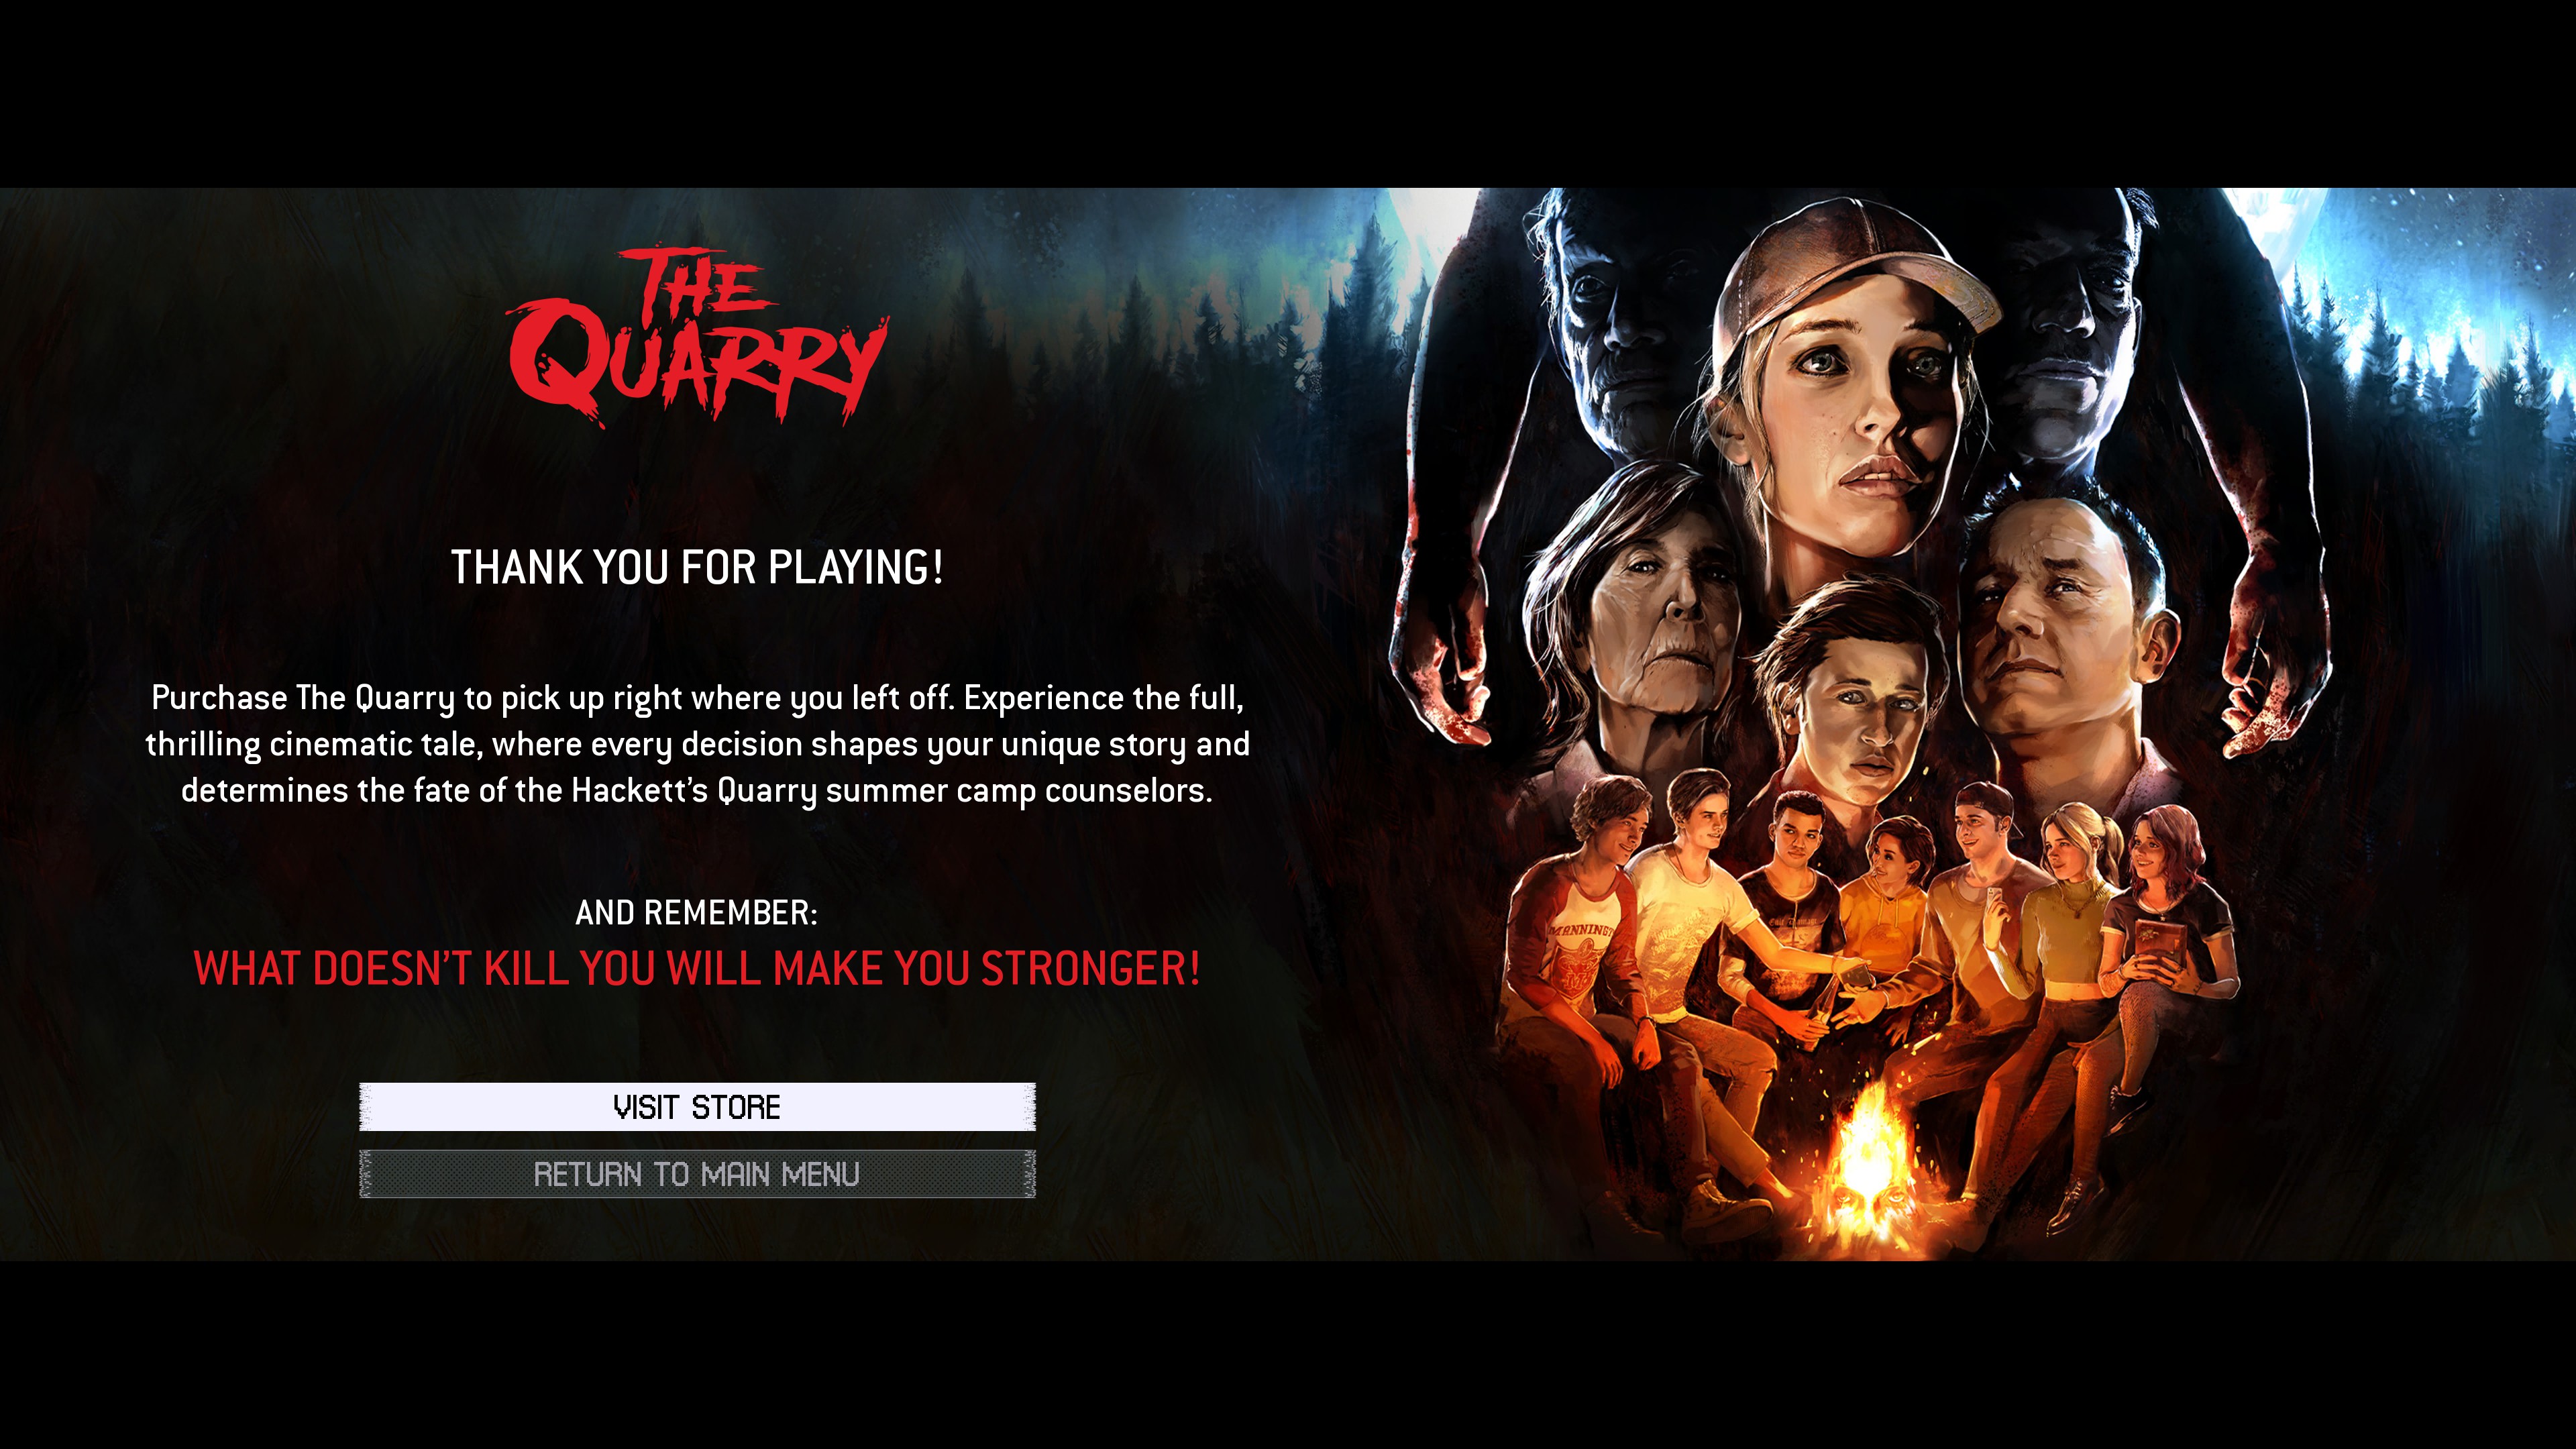 THE
QUARRY
THANK YOU FOR PLAYING!
Purchase The Quarry to pick up right where you left off. Experience the full,
thrilling cinematic tale, where every decision shapes your unique story and
determines the fate of the Hackett’s Quarry summer camp counselors.
AND REMEMBER:
WHAT DOESN’T KILL YOU WILL MAKE YOU STRONGER!
VISIT STORE
RETURN TO MAIN MENU